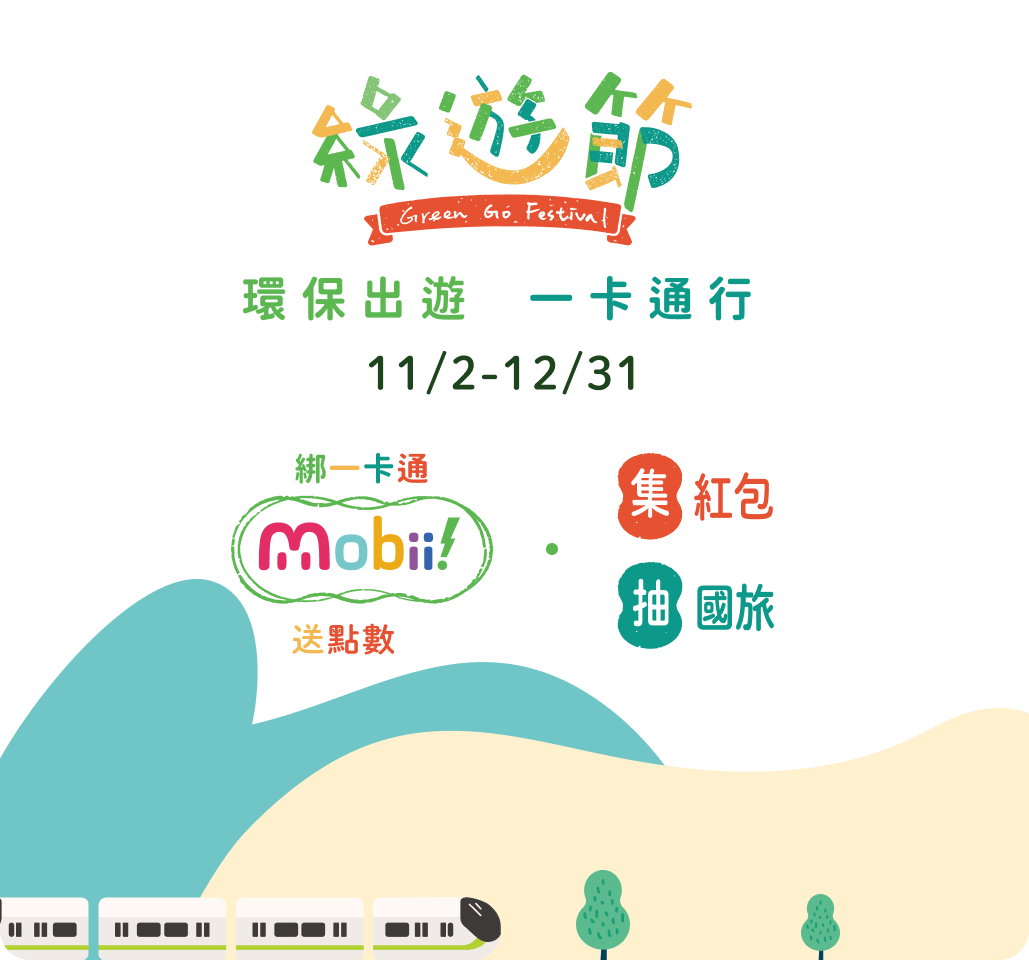 綠遊節
Green Go Festival
環保出遊 一卡通行
11/2-12/31
綁一卡通
Mobii!
送點數
集紅包
抽國旅